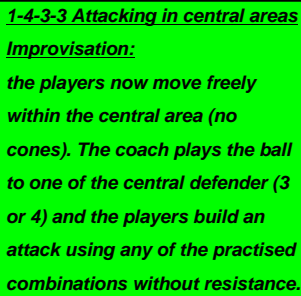 1-4-3-3 Attacking in central areas
Improvisation:
the players now move freely
within the central area (no
cones). The coach plays the ball
to one of the central defender (3
or 4) and the players build an
attack using any of the practised
combinations without resistance.